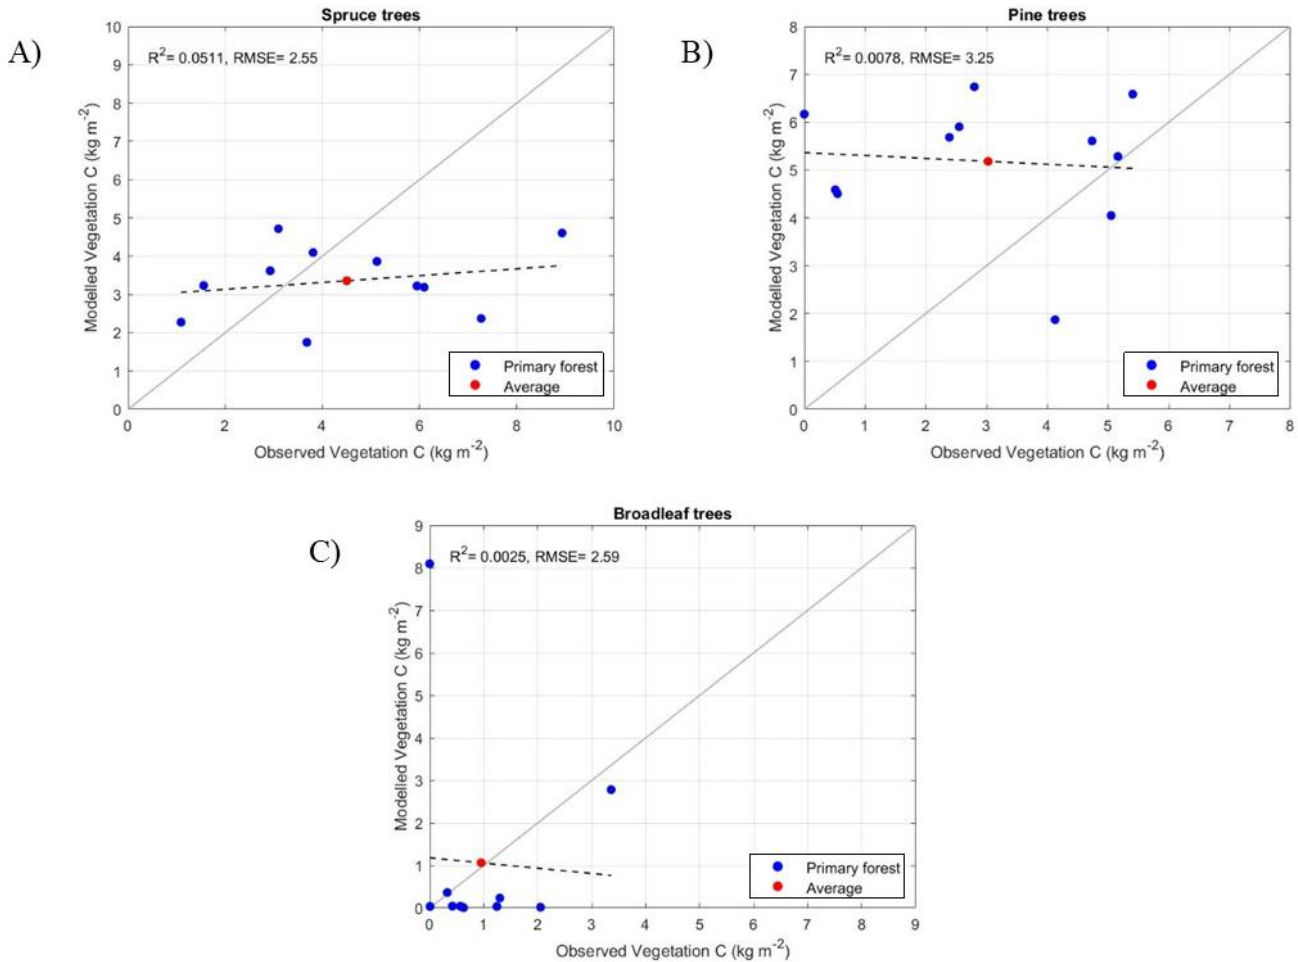 A)
Spruce trees
R²= 0.0511, RMSE= 2.55
10
9
8
7
6
5
4
3
2
1
0
Modelled Vegetation C (kg m⁻²)
Primary forest
Average
0 2 4 6 8 10
Observed Vegetation C (kg m⁻²)
B)
Pine trees
R²= 0.0078, RMSE= 3.25
8
7
6
5
4
3
2
1
0
Modelled Vegetation C (kg m⁻²)
Primary forest
Average
0 1 2 3 4 5 6 7 8
Observed Vegetation C (kg m⁻²)
C)
Broadleaf trees
R²= 0.0025, RMSE= 2.59
9
8
7
6
5
4
3
2
1
0
Modelled Vegetation C (kg m⁻²)
Primary forest
Average
0 1 2 3 4 5 6 7 8 9
Observed Vegetation C (kg m⁻²)